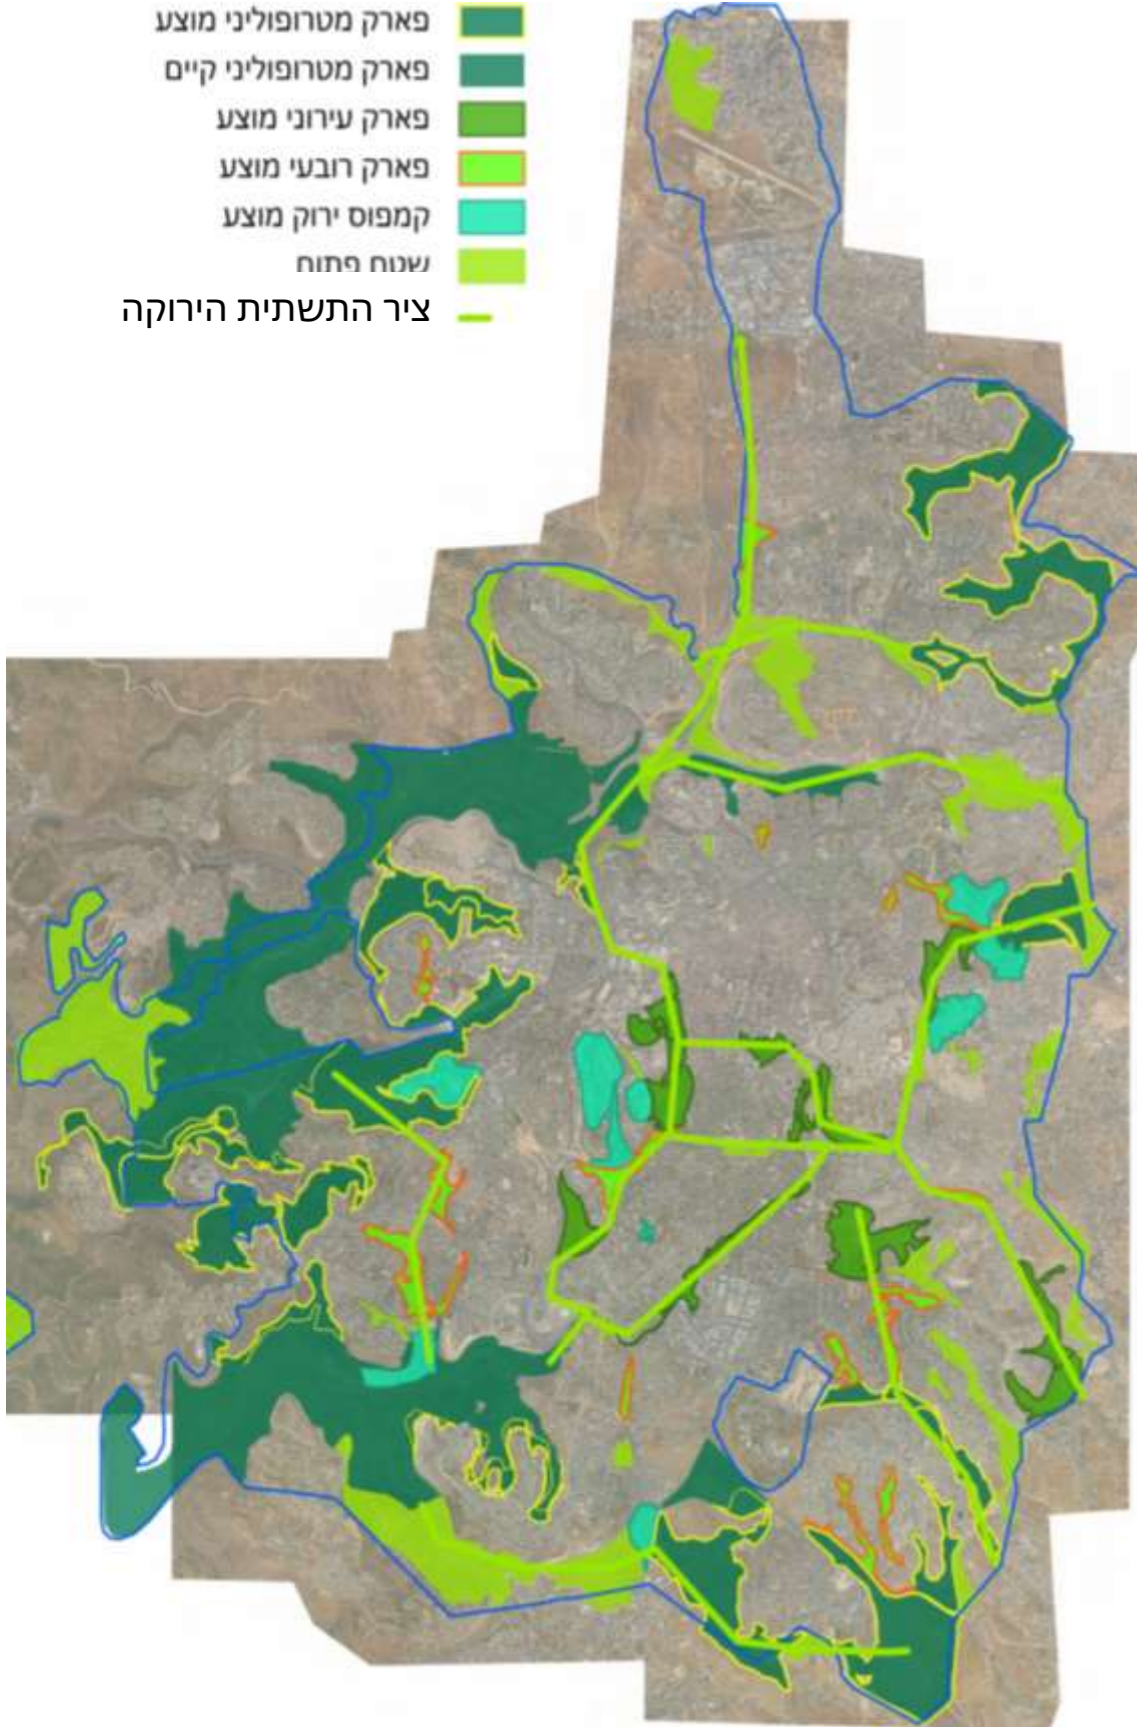 פארק מטרופוליני מוצע
פארק מטרופוליני קיים
פארק עירוני מוצע
פארק רובעי מוצע
קמפוס ירוק מוצע
שטח פתוח
ציר התשתית הירוקה